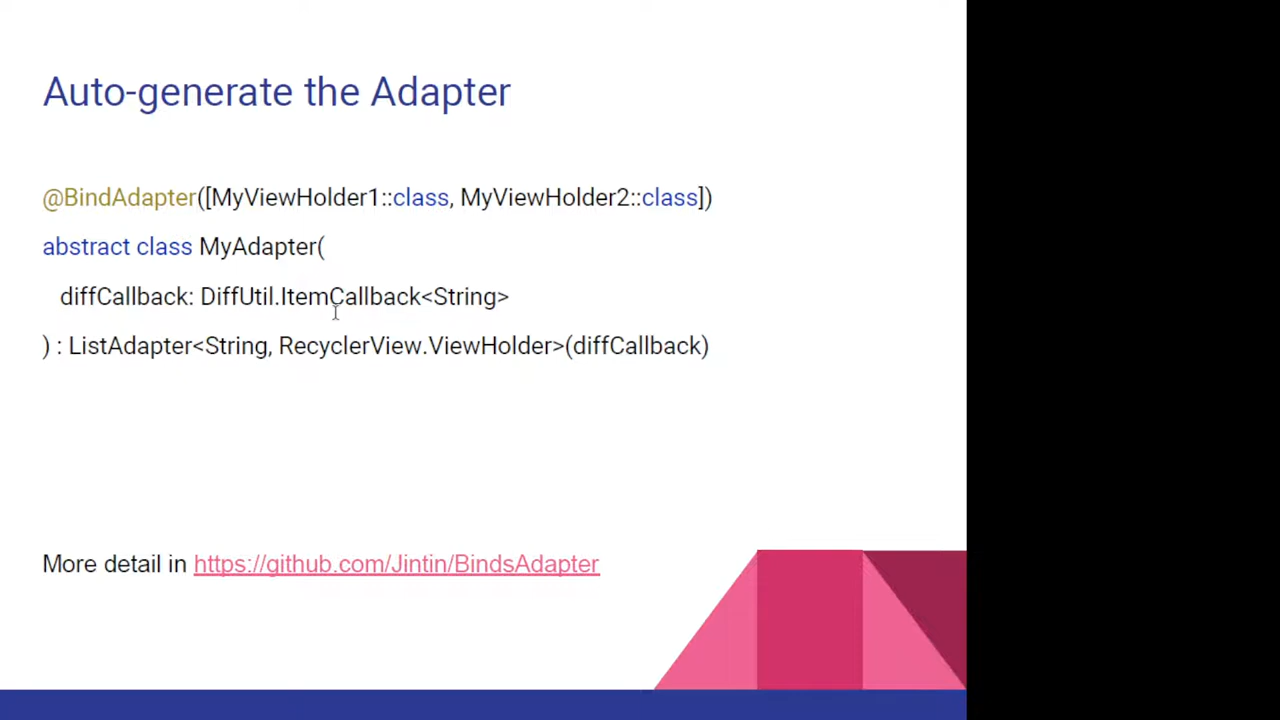 Auto-generate the Adapter
@BindAdapter([MyViewHolder1::class, MyViewHolder2::class])
abstract class MyAdapter(
diffCallback: DiffUtil.ItemCallback<String>
) : ListAdapter<String, RecyclerView.ViewHolder>(diffCallback)
More detail in https://github.com/Jintin/BindsAdapter